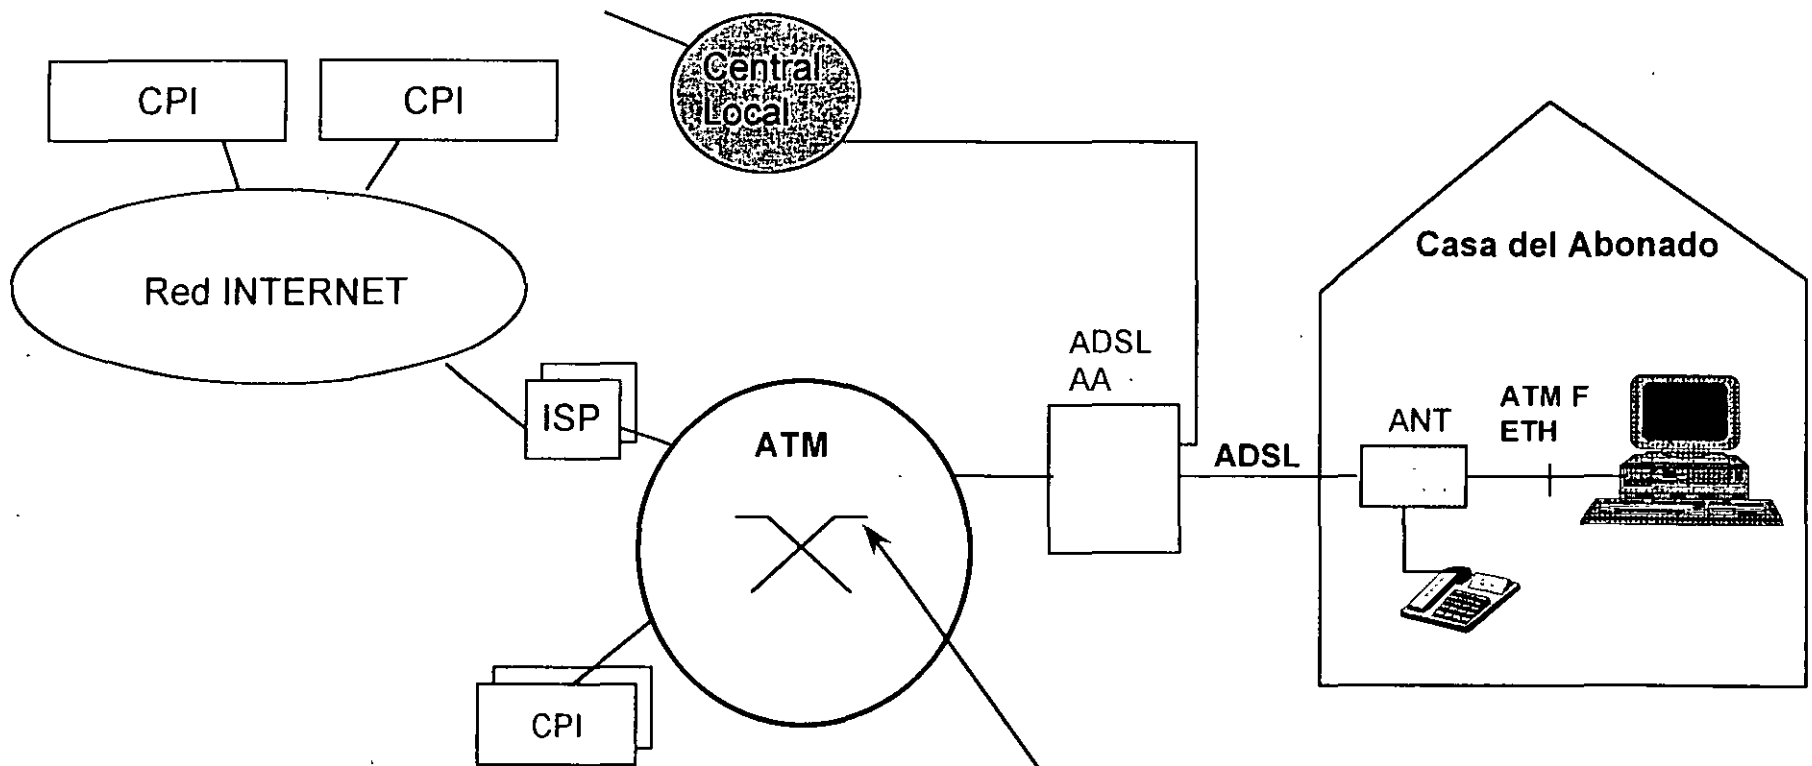 Central
Local
CPI
CPI
Casa del Abonado
Red INTERNET
ADSL
AA
ISP
ATM
ADSL
ANT
ATM F
ETH
CPI